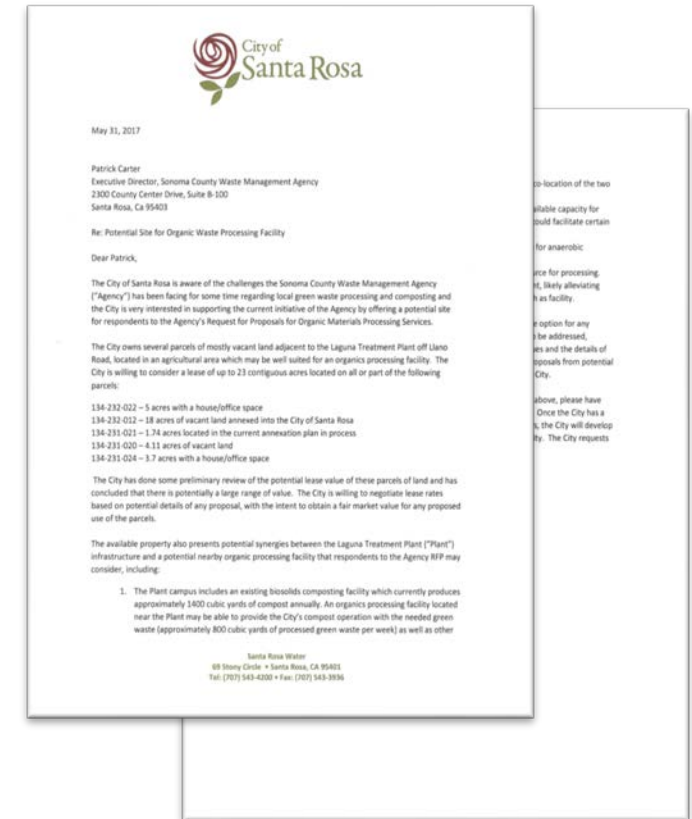 City of
Santa Rosa
May 31, 2017
Patrick Carter
Executive Director, Sonoma County Waste Management Agency
2300 County Center Drive, Suite B-100
Santa Rosa, Ca 95403
Re: Potential Site for Organic Waste Processing Facility
Dear Patrick,
The City of Santa Rosa is aware of the challenges the Sonoma County Waste Management Agency
("Agency") has been facing for some time regarding local green waste processing and composting and
the City is very interested in supporting the current initiative of the Agency by offering a potential site
for respondents to the Agency's Request for Proposals for Organic Materials Processing Services.
The City owns several parcels of mostly vacant land adjacent to the Laguna Treatment Plant off Llano
Road, located in an agricultural area which may be well suited for an organics processing facility. The
City is willing to consider a lease of up to 23 contiguous acres located on all or part of the following
parcels:
134-232-022 – 5 acres with a house/office space
134-232-012 – 18 acres of vacant land annexed into the City of Santa Rosa
134-231-021 – 1.74 acres located in the current annexation plan in process
134-231-020 – 4.11 acres of vacant land
134-231-024 – 3.7 acres with a house/office space
The City has done some preliminary review of the potential lease value of these parcels of land and has
concluded that there is potentially a large range of value. The City is willing to negotiate lease rates
based on potential details of any proposal, with the intent to obtain a fair market value for any proposed
use of the parcels.
The available property also presents potential synergies between the Laguna Treatment Plant ("Plant")
infrastructure and a potential nearby organic processing facility that respondents to the Agency RFP may
consider, including:
1. The Plant campus includes an existing biosolids composting facility which currently produces
approximately 1400 cubic yards of compost annually. An organics processing facility located
near the Plant may be able to provide the City's compost operation with the needed green
waste (approximately 800 cubic yards of processed green waste per week) as well as other
Santa Rosa Water
69 Stony Circle • Santa Rosa, CA 95401
Tel: (707) 543-4200 • Fax: (707) 543-3936
co-location of the two
ailable capacity for
ould facilitate certain
for anaerobic
rce for processing.
nt, likely alleviating
n as facility.
e option for any
be addressed,
es and the details of
oposals from potential
City.
above, please have
Once the City has a
s, the City will develop
ity. The City requests